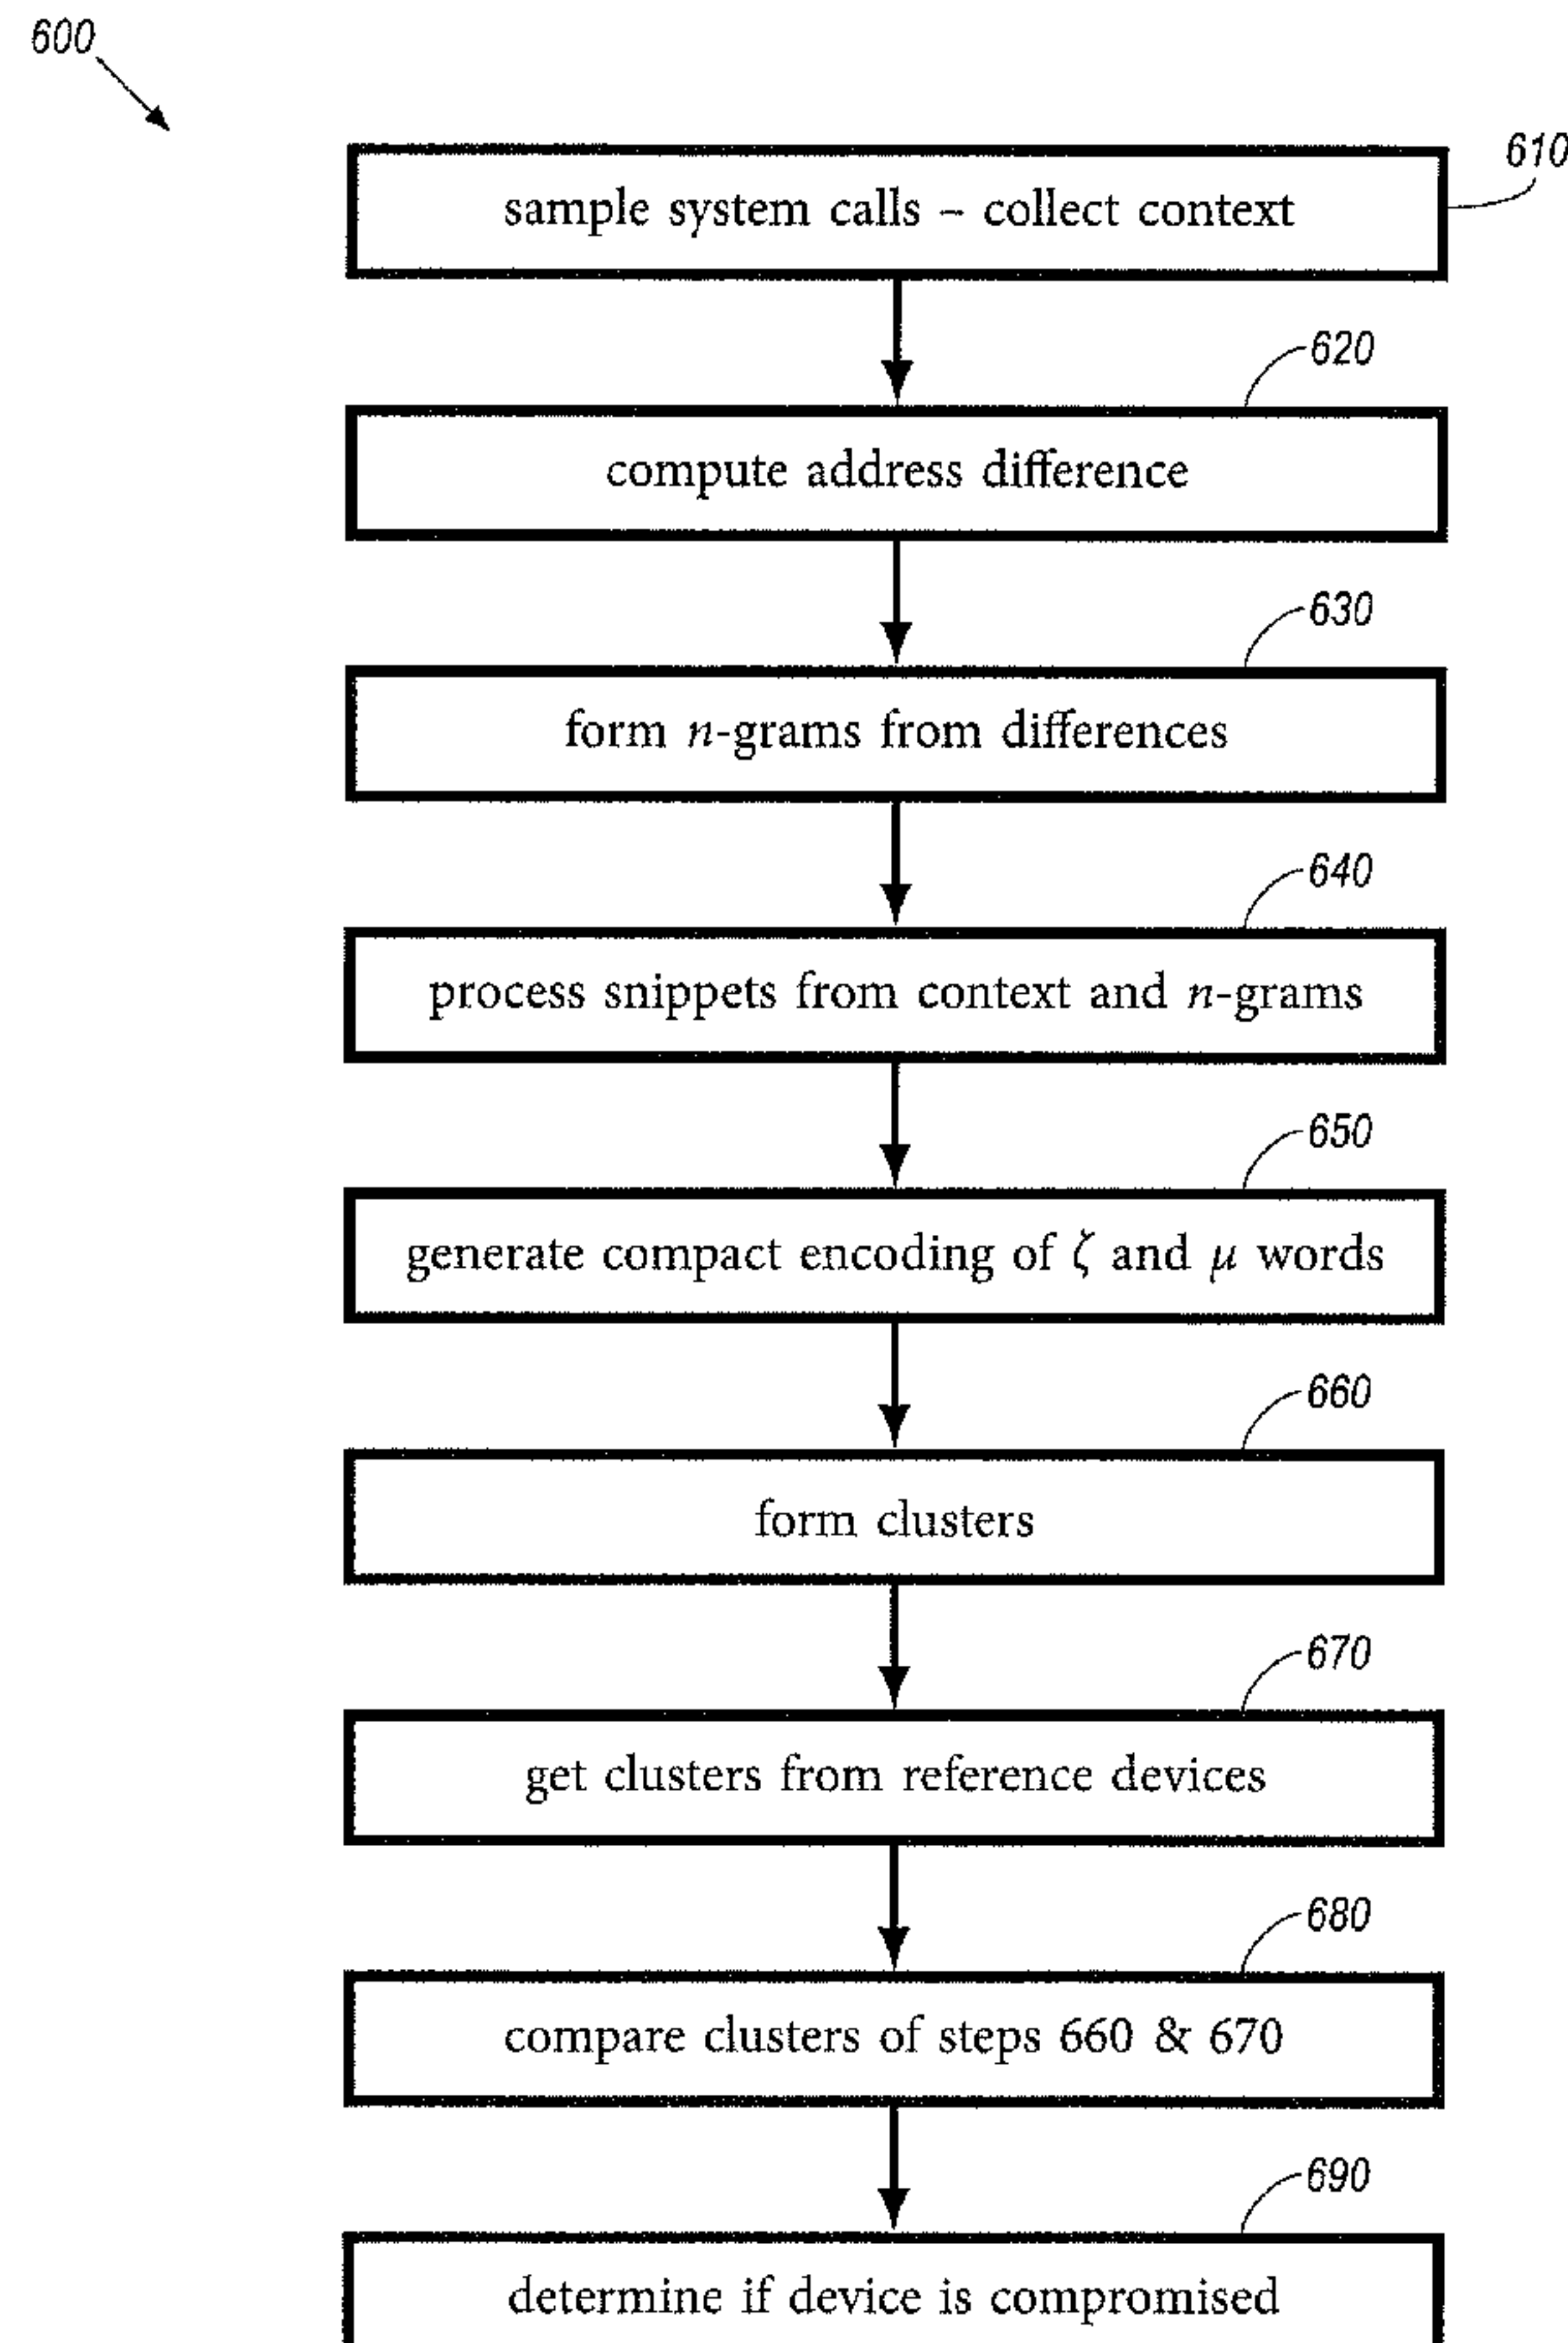 600
610
sample system calls – collect context
620
compute address difference
630
form n-grams from differences
640
process snippets from context and n-grams
650
generate compact encoding of ζ and μ words
660
form clusters
670
get clusters from reference devices
680
compare clusters of steps 660 & 670
690
determine if device is compromised